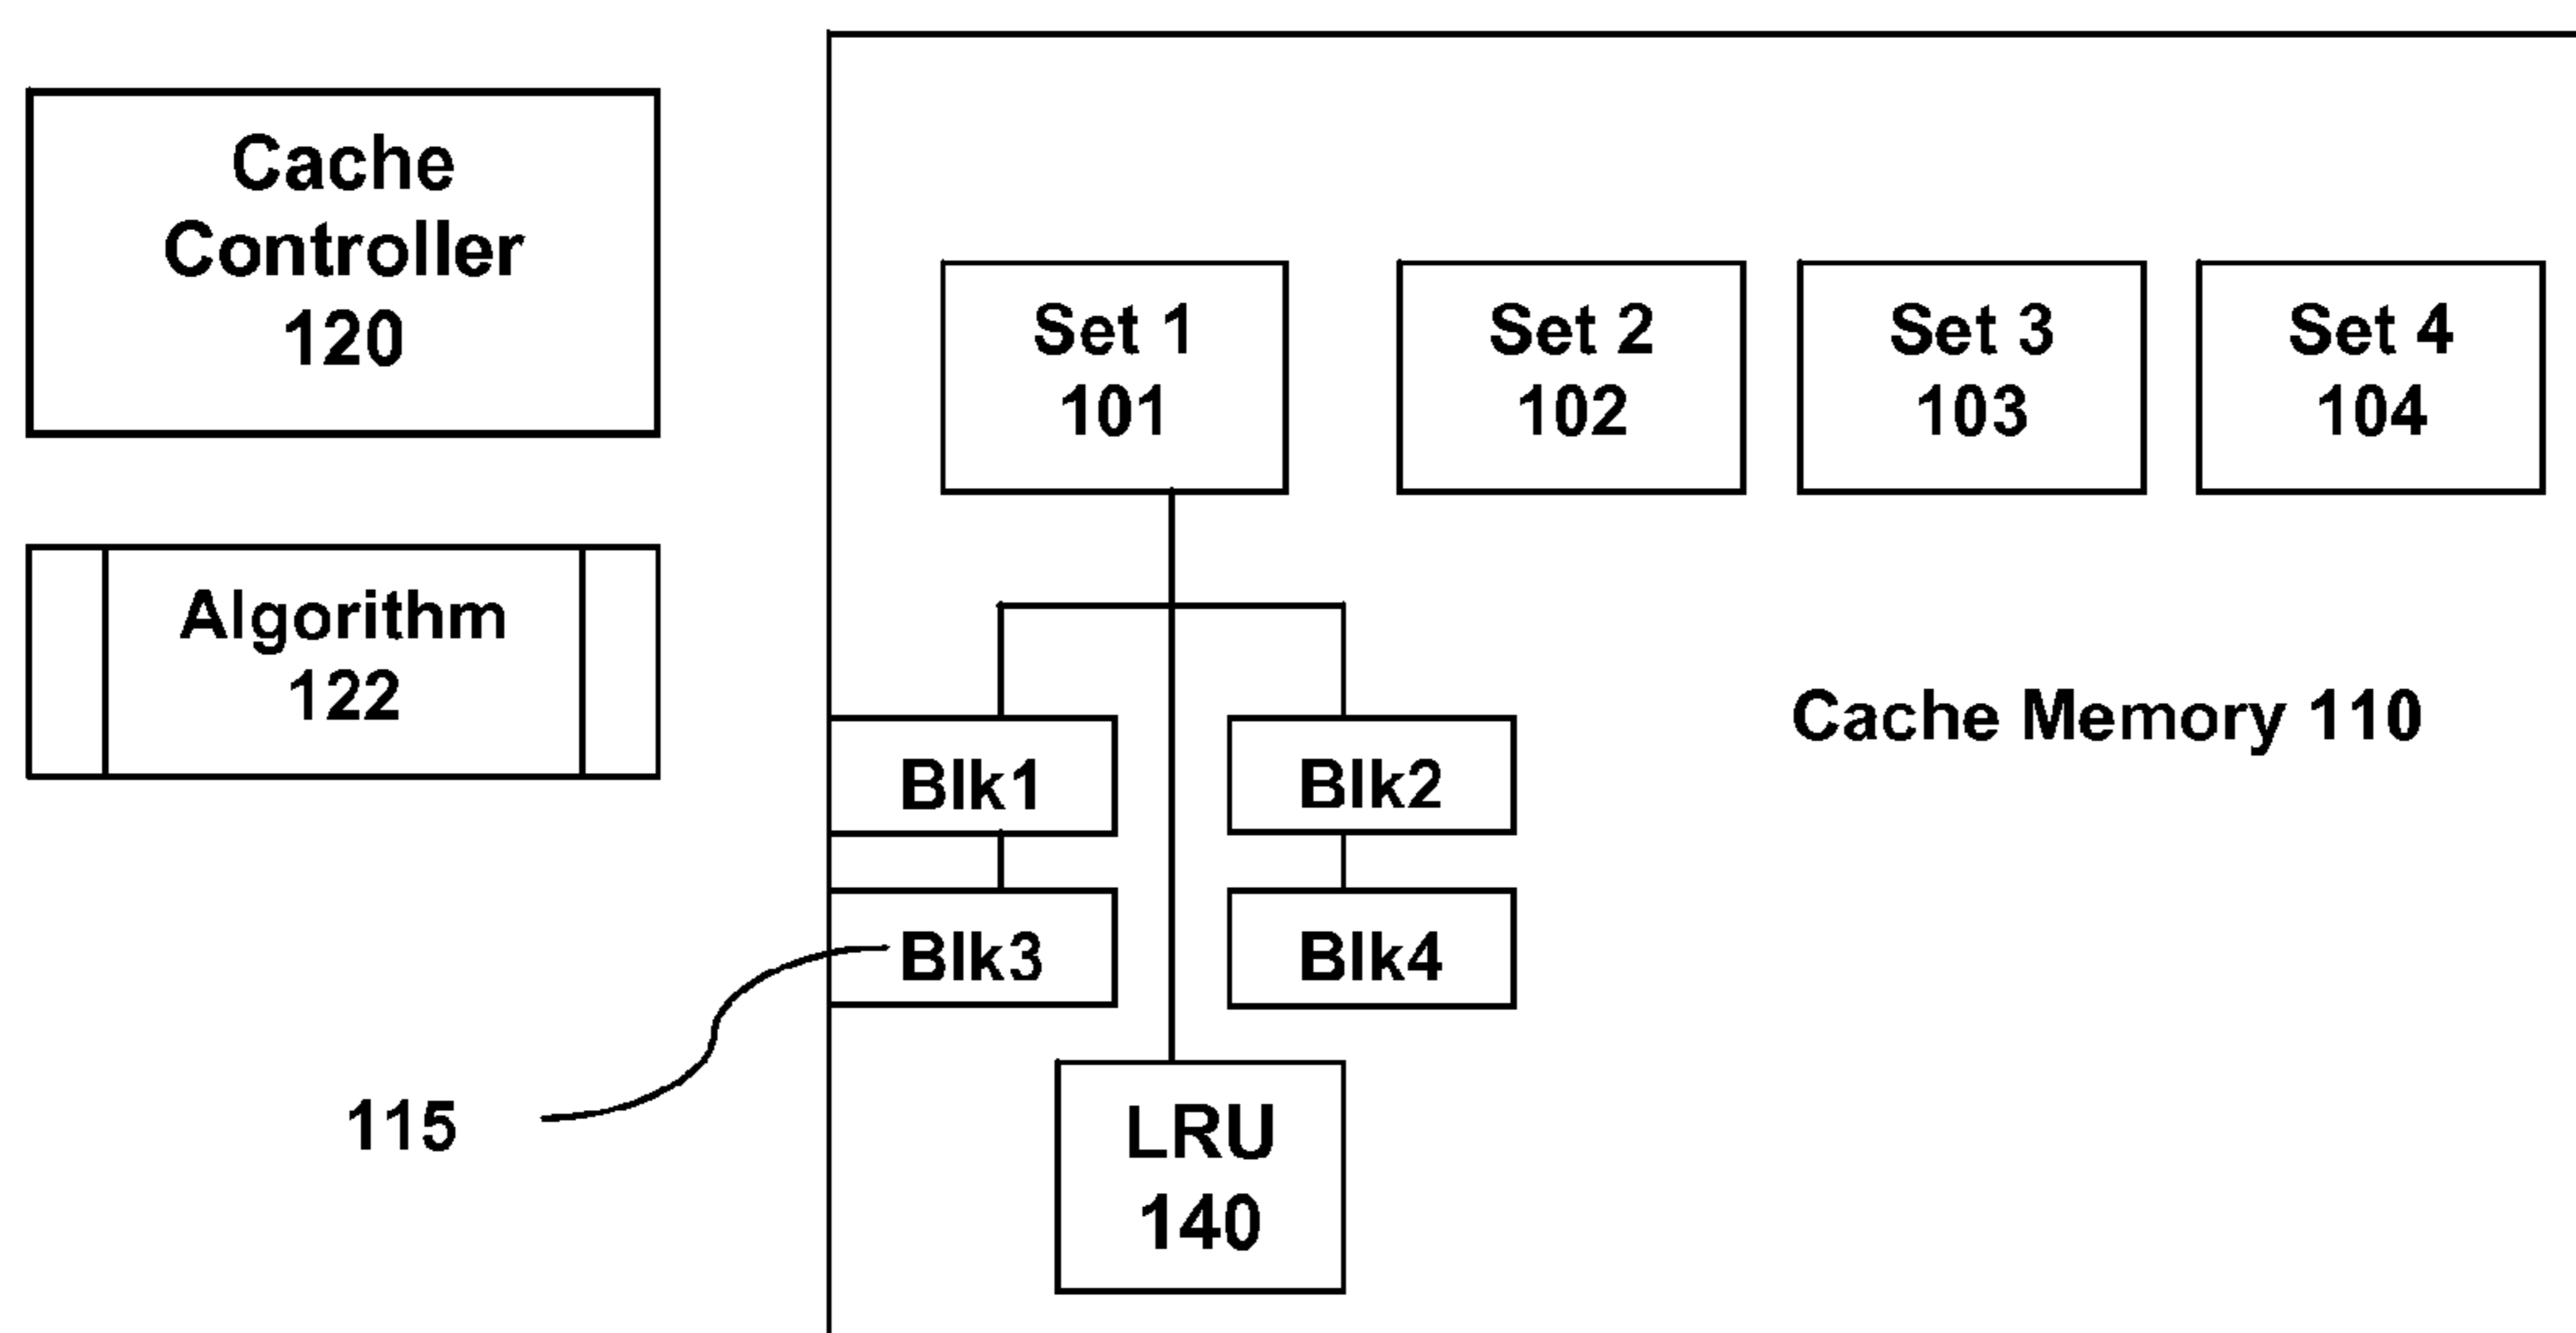 Cache
Controller
120
Algorithm
122
115
Set 1
101
Set 2
102
Set 3
103
Set 4
104
Cache Memory 110
Blk1
Blk2
Blk3
Blk4
LRU
140